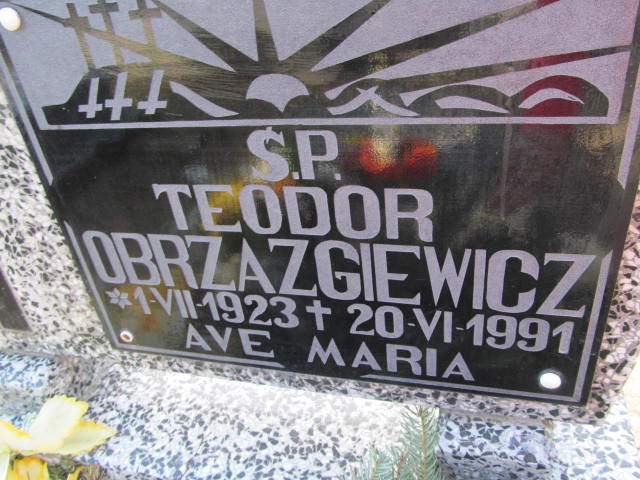 Ś.P.
TEODOR
OBRZAZGIEWICZ
*1-VII-1923 † 20-VI-1991
AVE MARIA